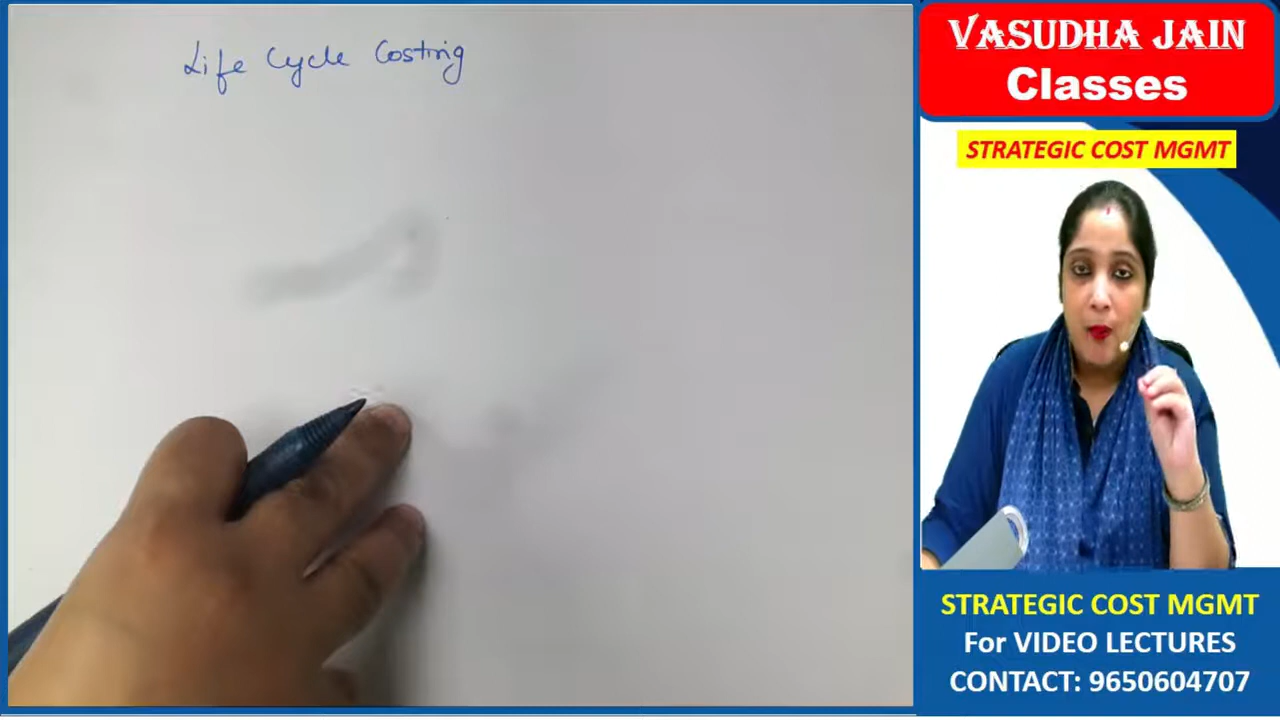 Life Cycle Costing
VASUDHA JAIN
Classes
STRATEGIC COST MGMT
STRATEGIC COST MGMT
For VIDEO LECTURES
CONTACT: 9650604707